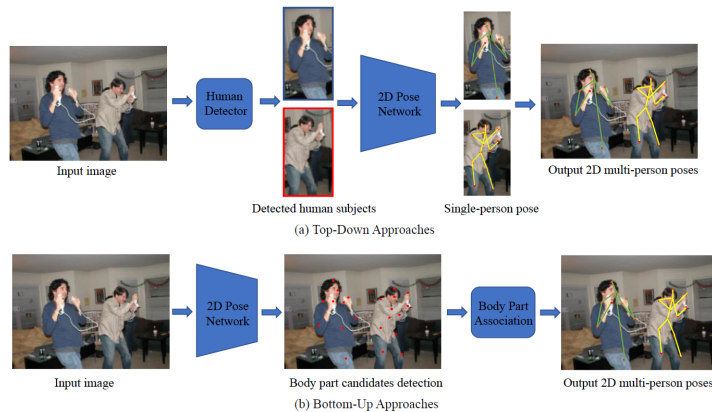 Human
Detector
2D Pose
Network
Input image
Detected human subjects
Single-person pose
Output 2D multi-person poses
(a) Top-Down Approaches
2D Pose
Network
Body Part
Association
Input image
Body part candidates detection
Output 2D multi-person poses
(b) Bottom-Up Approaches